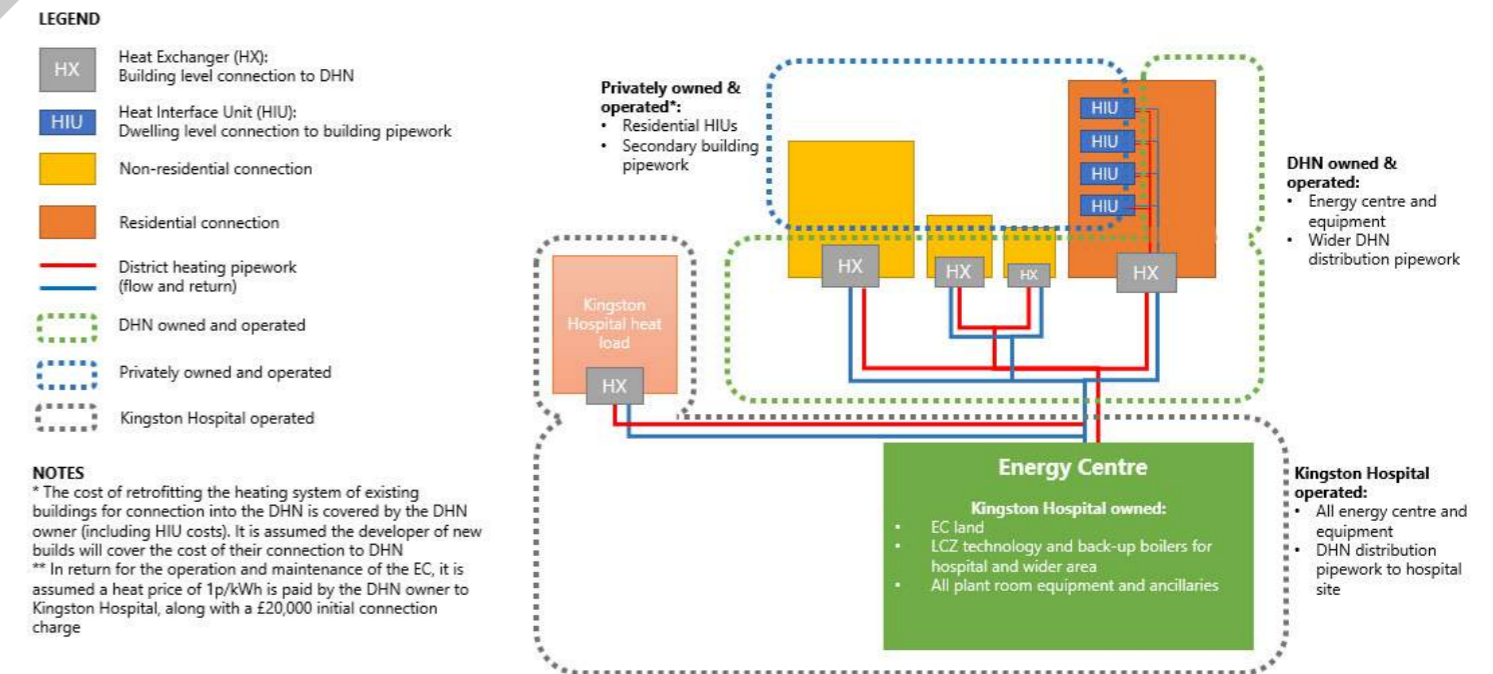 LEGEND
HX
Heat Exchanger (HX):
Building level connection to DHN
HIU
Heat Interface Unit (HIU):
Dwelling level connection to building pipework
Non-residential connection
Residential connection
District heating pipework
(flow and return)
DHN owned and operated
Privately owned and operated
Kingston Hospital operated
NOTES
* The cost of retrofitting the heating system of existing
buildings for connection into the DHN is covered by the DHN
owner (including HIU costs). It is assumed the developer of new
builds will cover the cost of their connection to DHN
** In return for the operation and maintenance of the EC, it is
assumed a heat price of 1p/kWh is paid by the DHN owner to
Kingston Hospital, along with a £20,000 initial connection
charge
Privately owned &
operated*:
• Residential HIUs
• Secondary building
pipework
HIU
HIU
HIU
HIU
HX
HX
HX
HX
DHN owned &
operated:
• Energy centre and
equipment
• Wider DHN
distribution pipework
Kingston
Hospital heat
load
HX
Energy Centre
Kingston Hospital owned:
• EC land
• LCZ technology and back-up boilers for
hospital and wider area
• All plant room equipment and ancillaries
Kingston Hospital
operated:
• All energy centre and
equipment
• DHN distribution
pipework to hospital
site